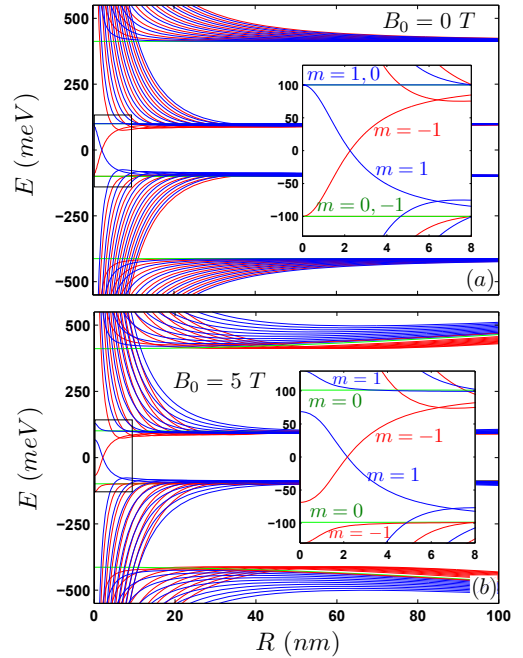 B₀ = 0 T
500
250
0
−250
−500
E (meV)
100
50
0
−50
−100
m = 1, 0
m = −1
m = 1
m = 0, −1
0 2 4 6 8
(a)
B₀ = 5 T
500
250
0
−250
−500
E (meV)
100
50
0
−50
−100
m = 1
m = 0
m = −1
m = 1
m = 0
m = −1
0 2 4 6 8
(b)
0 20 40 60 80 100
R (nm)